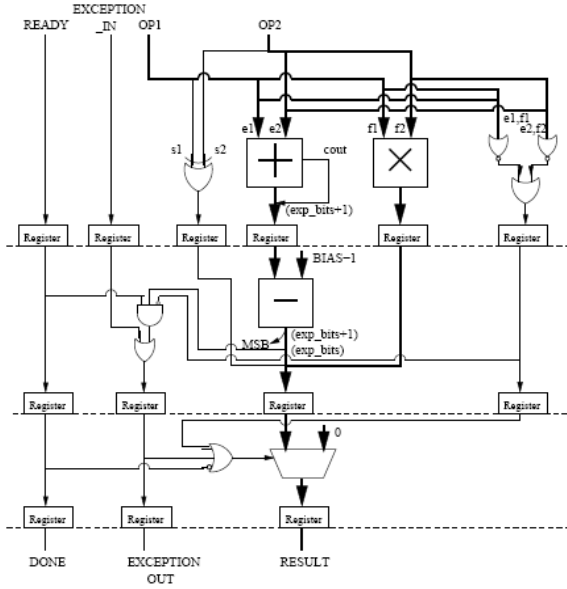 EXCEPTION
READY _IN OP1 OP2
e1,f1
e1 e2 f1 f2 e2,f2
s1 s2 cout
+ ×
(exp_bits+1)
Register Register Register Register Register Register
BIAS−1
−
(exp_bits+1)
MSB (exp_bits)
Register Register Register Register
0
Register Register Register
DONE EXCEPTION RESULT
OUT